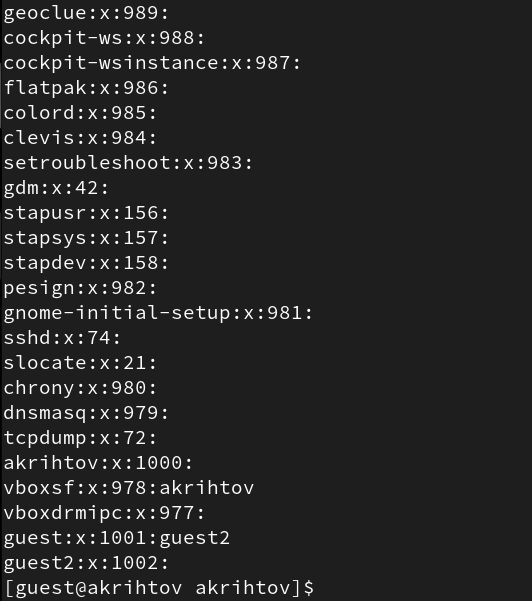 geoclue:x:989:
cockpit-ws:x:988:
cockpit-wsinstance:x:987:
flatpak:x:986:
colord:x:985:
clevis:x:984:
setroubleshoot:x:983:
gdm:x:42:
stapusr:x:156:
stapsys:x:157:
stapdev:x:158:
pesign:x:982:
gnome-initial-setup:x:981:
sshd:x:74:
slocate:x:21:
chrony:x:980:
dnsmasq:x:979:
tcpdump:x:72:
akrihtov:x:1000:
vboxsf:x:978:akrihtov
vboxdrmipc:x:977:
guest:x:1001:guest2
guest2:x:1002:
[guest@akrihtov akrihtov]$